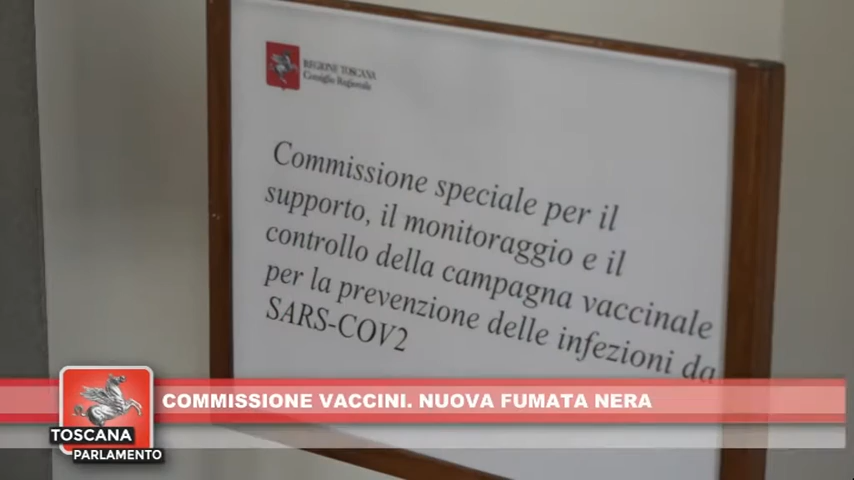 REGIONE TOSCANA
Consiglio Regionale
Commissione speciale per il
supporto, il monitoraggio e il
controllo della campagna vaccinale
per la prevenzione delle infezioni da
SARS-COV2
COMMISSIONE VACCINI. NUOVA FUMATA NERA
TOSCANA
PARLAMENTO